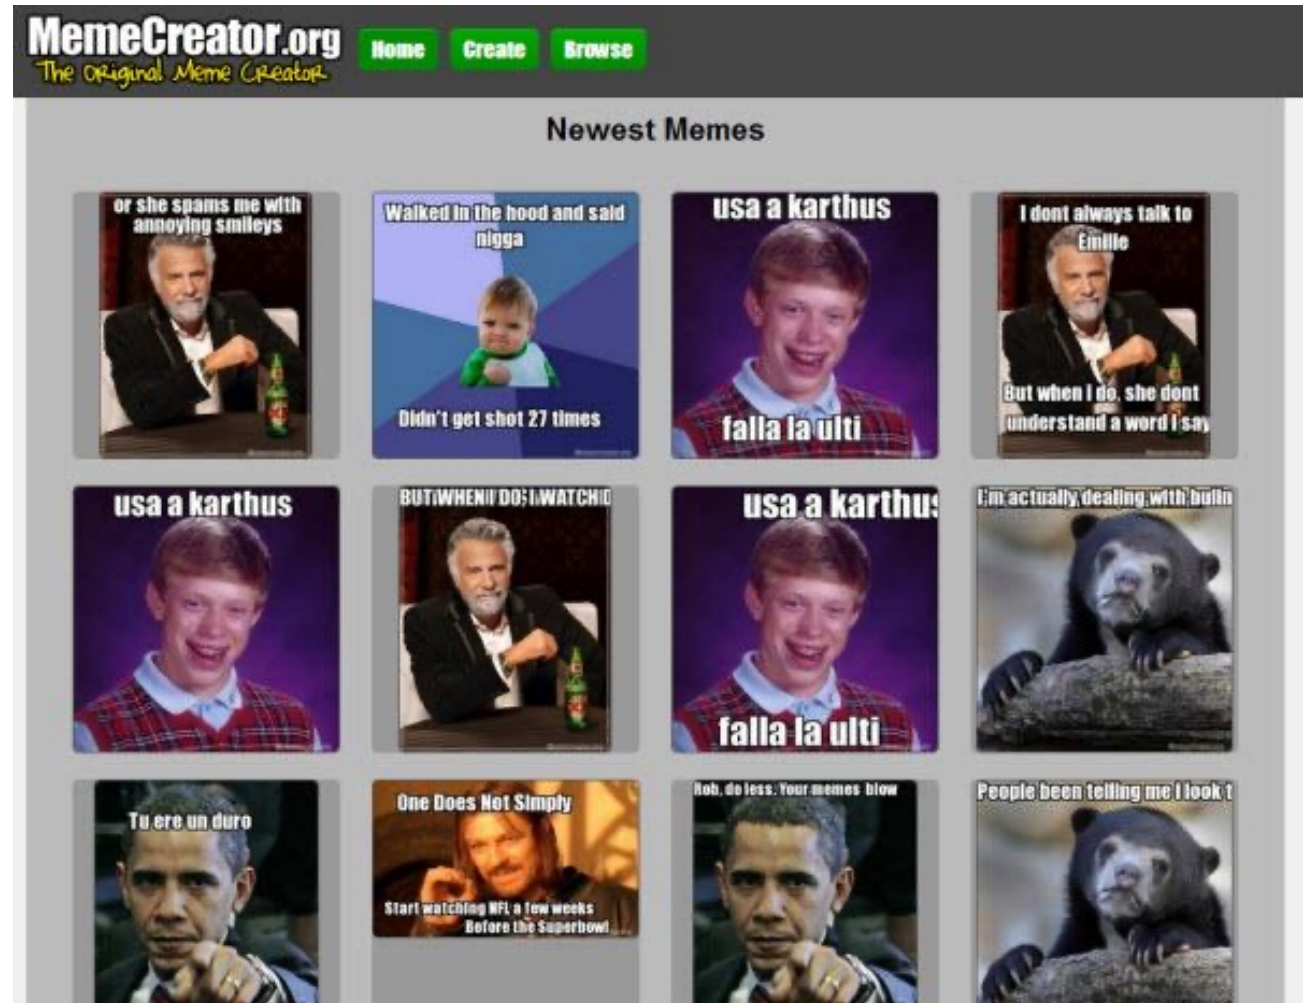 MemeCreator.org
The Original Meme Creator
Home
Create
Browse
Newest Memes
or she spams me with
annoying smileys
Walked in the hood and said
nigga
Didn't get shot 27 times
usa a karthus
falla la ulti
I dont always talk to
Emilie
But when I do, she dont
understand a word I say
usa a karthus
BUT WHEN I DO, I WATCH
usa a karthus
falla la ulti
I'm actually dealing with
Tu ere un duro
One Does Not Simply
Start watching NFL a few weeks
Before the Superbowl
Rob, do less. Your memes blow
People been telling me I look